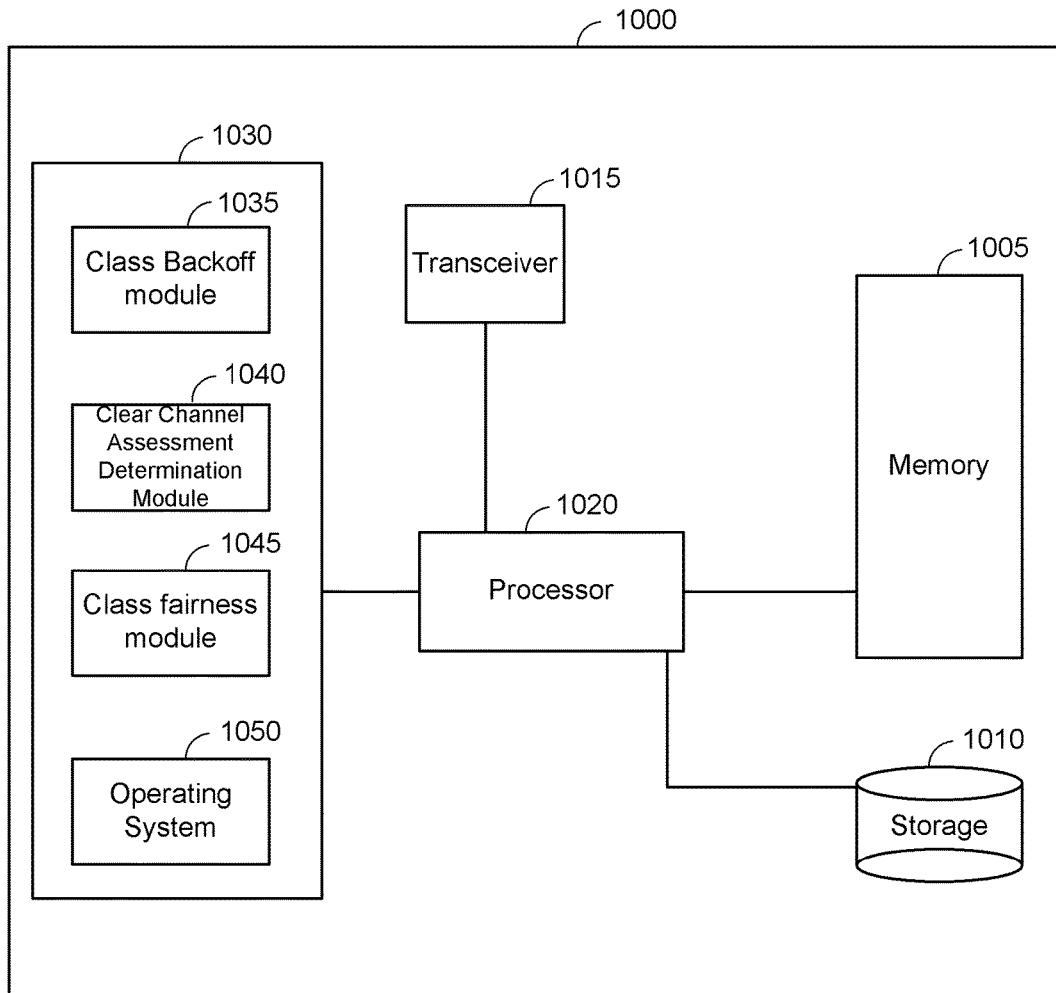 1000
1030
1035
Class Backoff
module
1040
Clear Channel
Assessment
Determination
Module
1045
Class fairness
module
1050
Operating
System
1015
Transceiver
1020
Processor
1005
Memory
1010
Storage